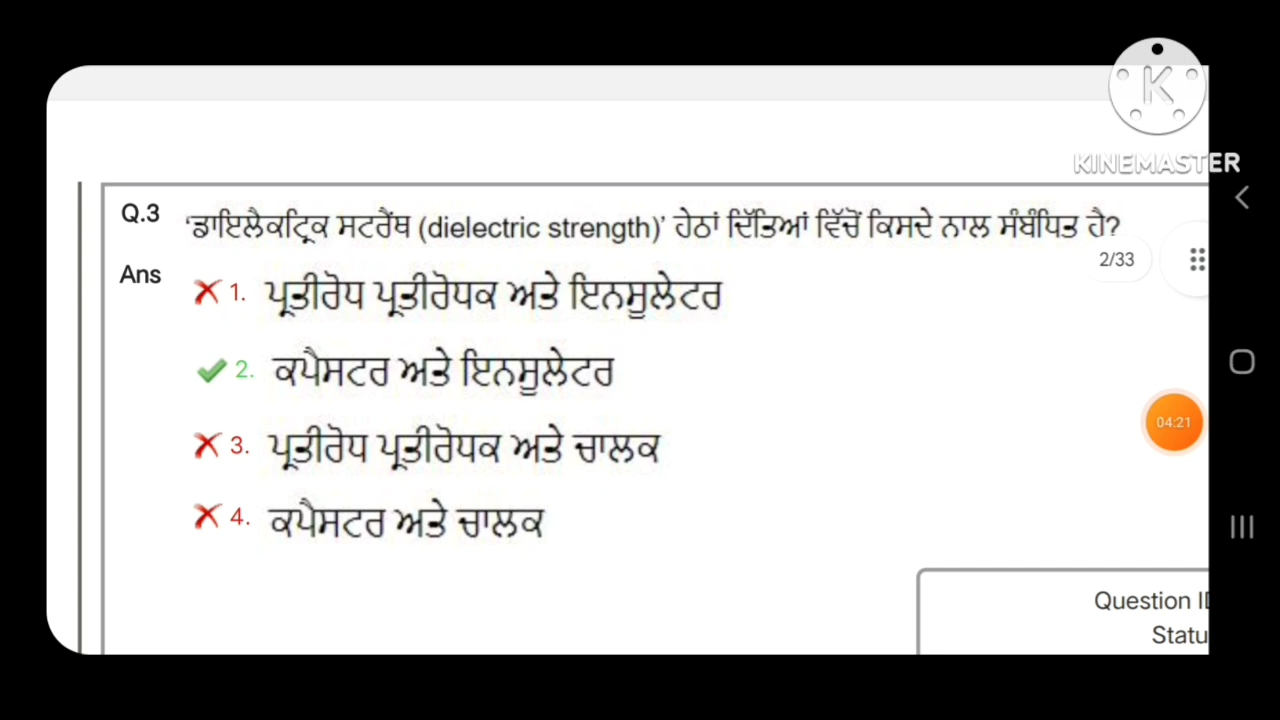 K
KINEMASTER
Q.3 ‘ਡਾਇਲੈਕਟ੍ਰਿਕ ਸਟਰੈਂਥ (dielectric strength)’ ਹੇਠਾਂ ਦਿੱਤਿਆਂ ਵਿੱਚੋਂ ਕਿਸਦੇ ਨਾਲ ਸੰਬੰਧਿਤ ਹੈ?
2/33
Ans 1. ਪ੍ਰਤੀਰੋਧ ਪ੍ਰਤੀਰੋਧਕ ਅਤੇ ਇਨਸੁਲੇਟਰ
2. ਕਪੈਸਟਰ ਅਤੇ ਇਨਸੁਲੇਟਰ
04:21
3. ਪ੍ਰਤੀਰੋਧ ਪ੍ਰਤੀਰੋਧਕ ਅਤੇ ਚਾਲਕ
4. ਕਪੈਸਟਰ ਅਤੇ ਚਾਲਕ
Question I
Statu